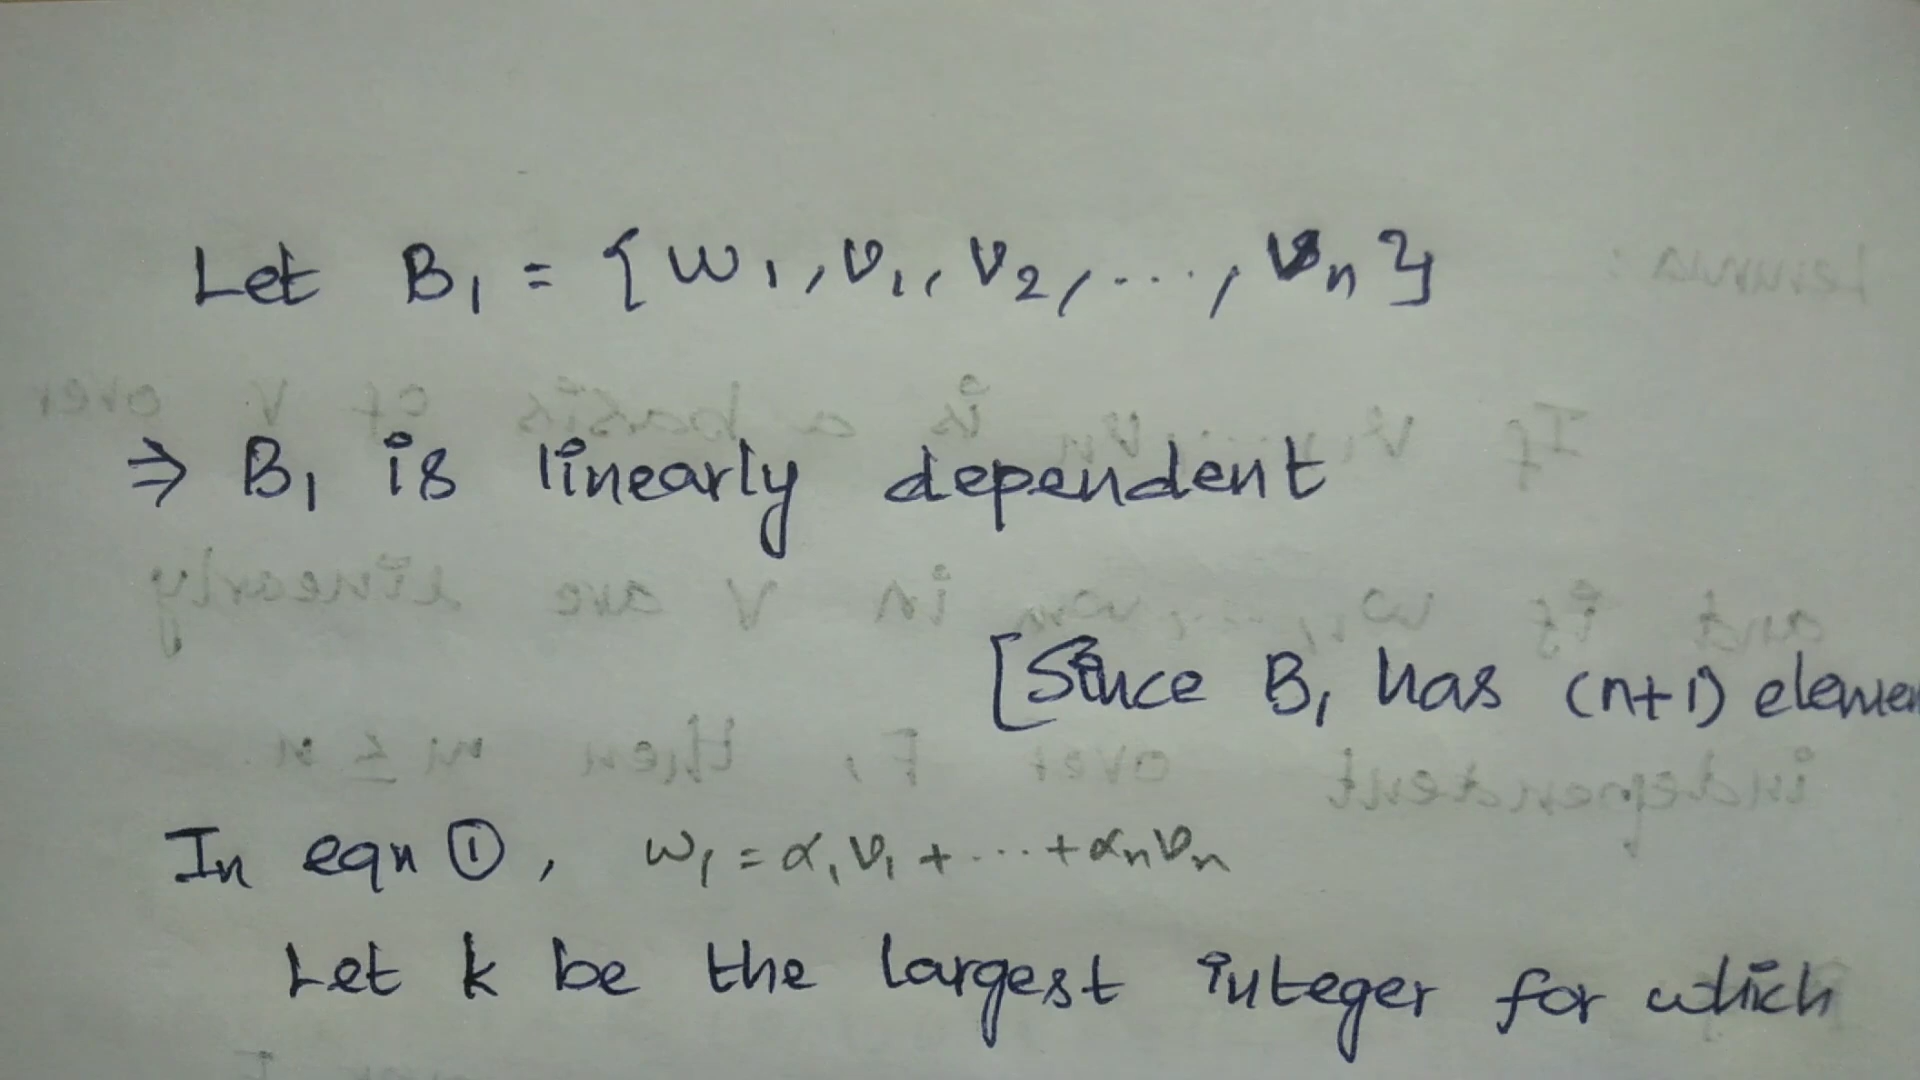 Let B₁ = { w₁, v₁, v₂, ..., vₙ }
⇒ B₁ is linearly dependent
[Since B₁ has (n+1)
In eqn ①, w₁ = α₁v₁ + ... + αₙvₙ
Let k be the largest integer for which